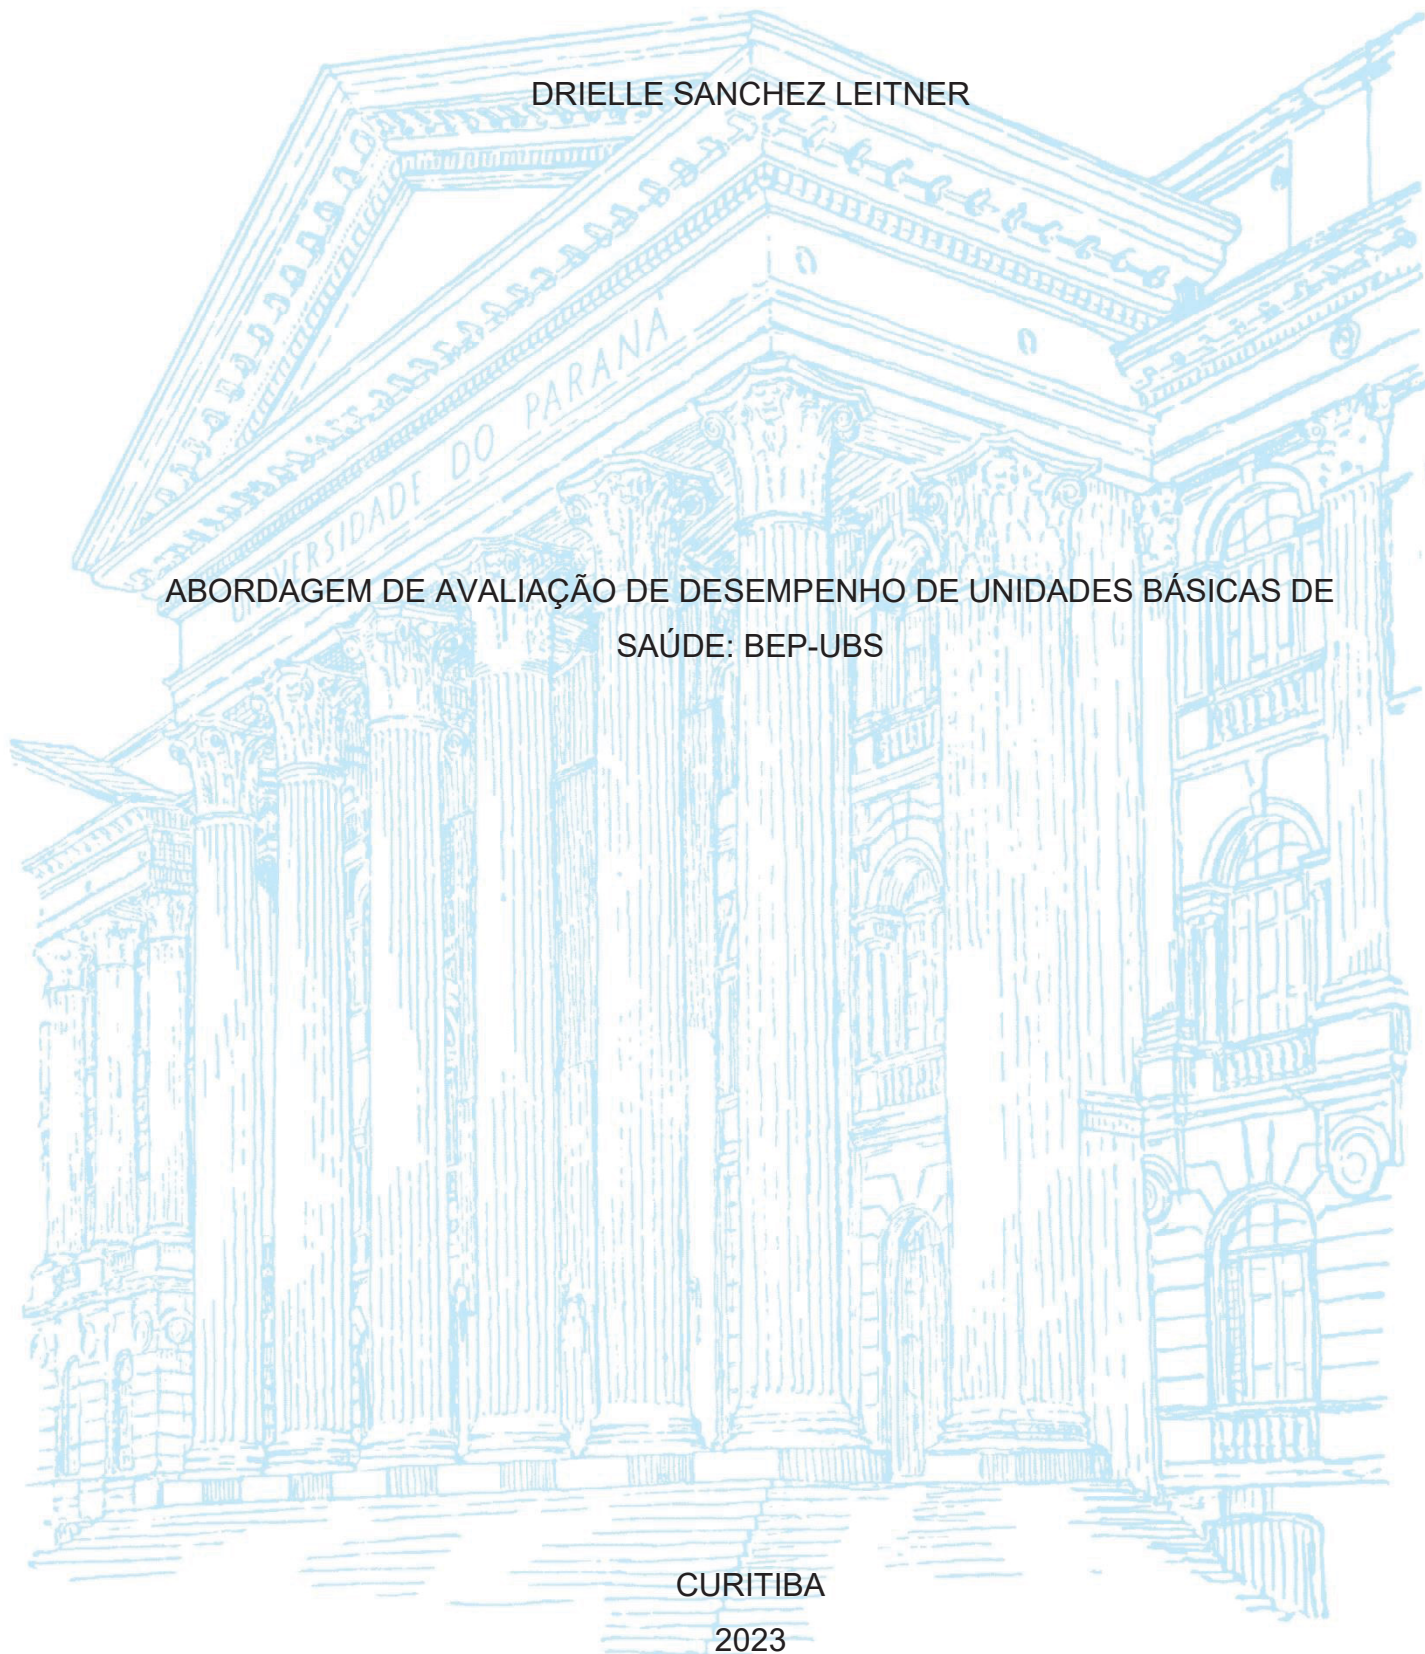 DRIELLE SANCHEZ LEITNER
UNIVERSIDADE DO PARANÁ
ABORDAGEM DE AVALIAÇÃO DE DESEMPENHO DE UNIDADES BÁSICAS DE
SAÚDE: BEP-UBS
CURITIBA
2023